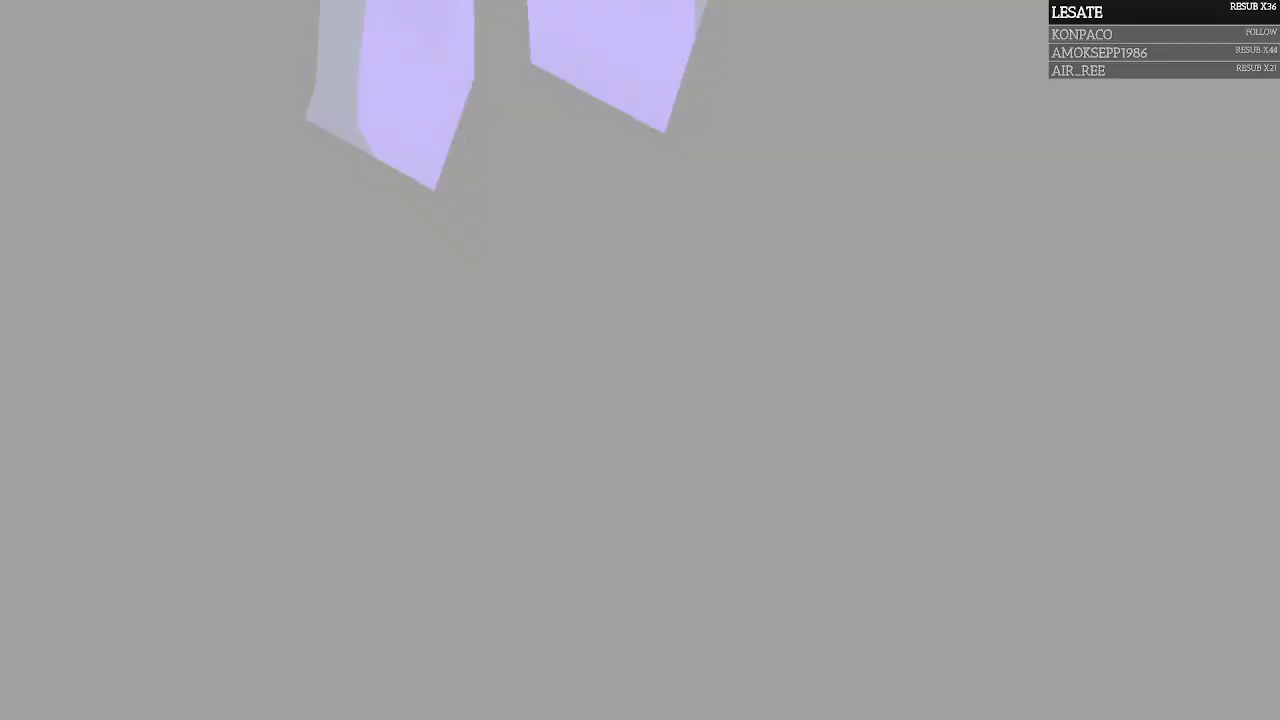 LESATE RESUB X36
KONPACO FOLLOW
AMOKSEPP1986 RESUB X44
AIR_REE RESUB X21